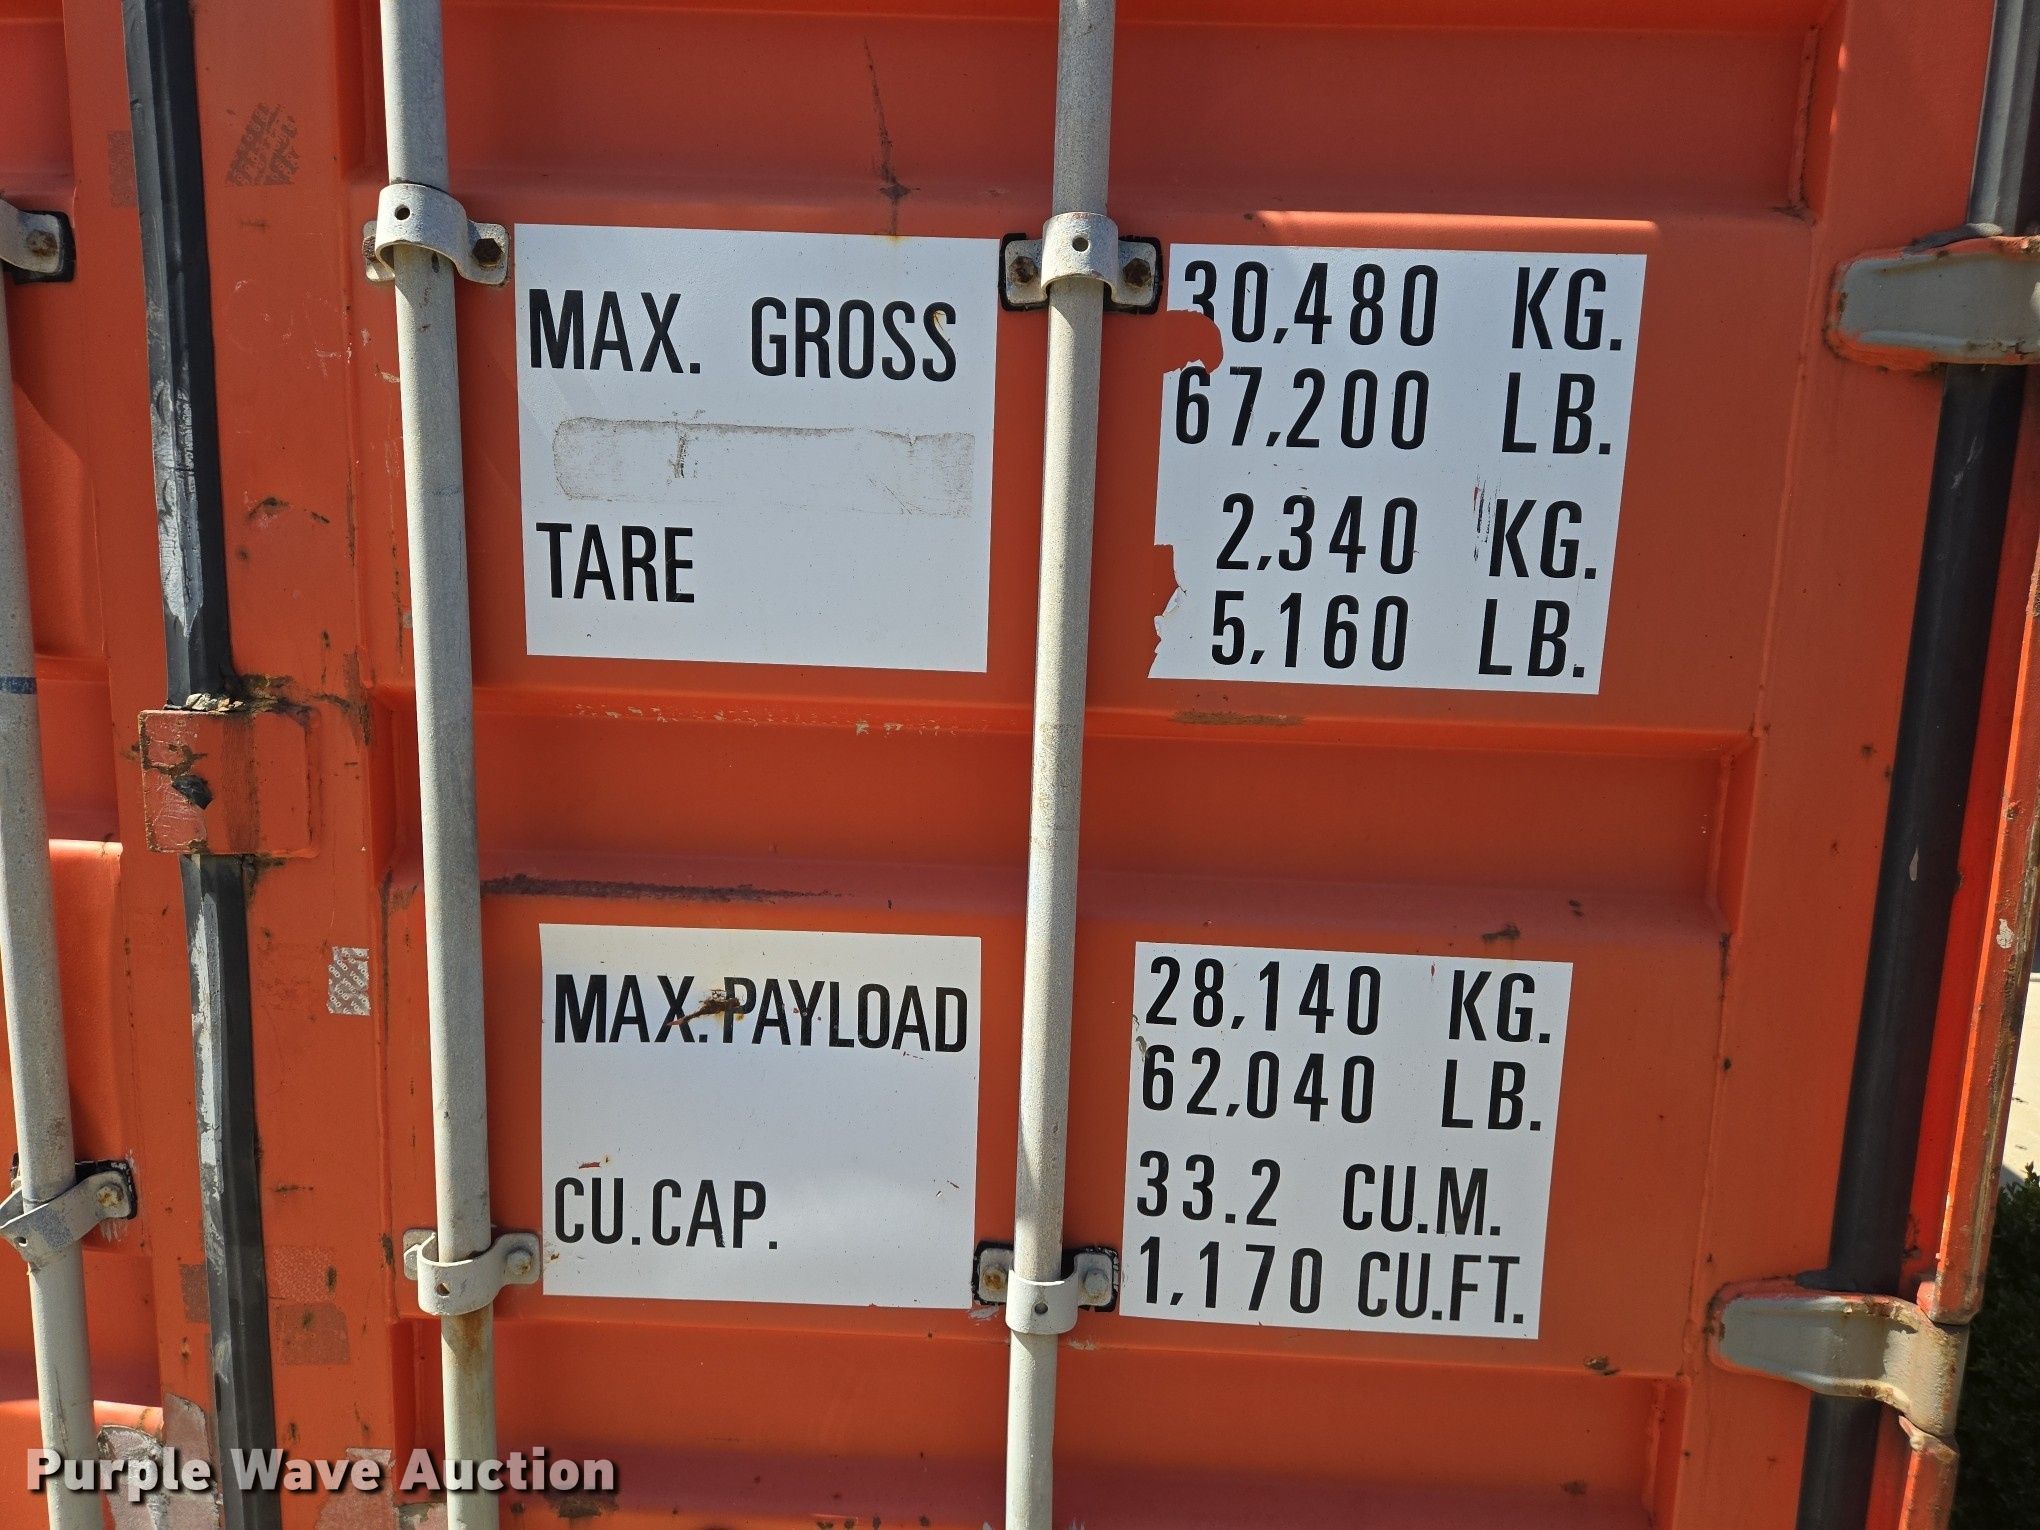 MAX. GROSS 30,480 KG.
67,200 LB.
TARE 2,340 KG.
5,160 LB.
MAX. PAYLOAD 28,140 KG.
62,040 LB.
CU.CAP. 33.2 CU.M.
1,170 CU.FT.
Purple Wave Auction